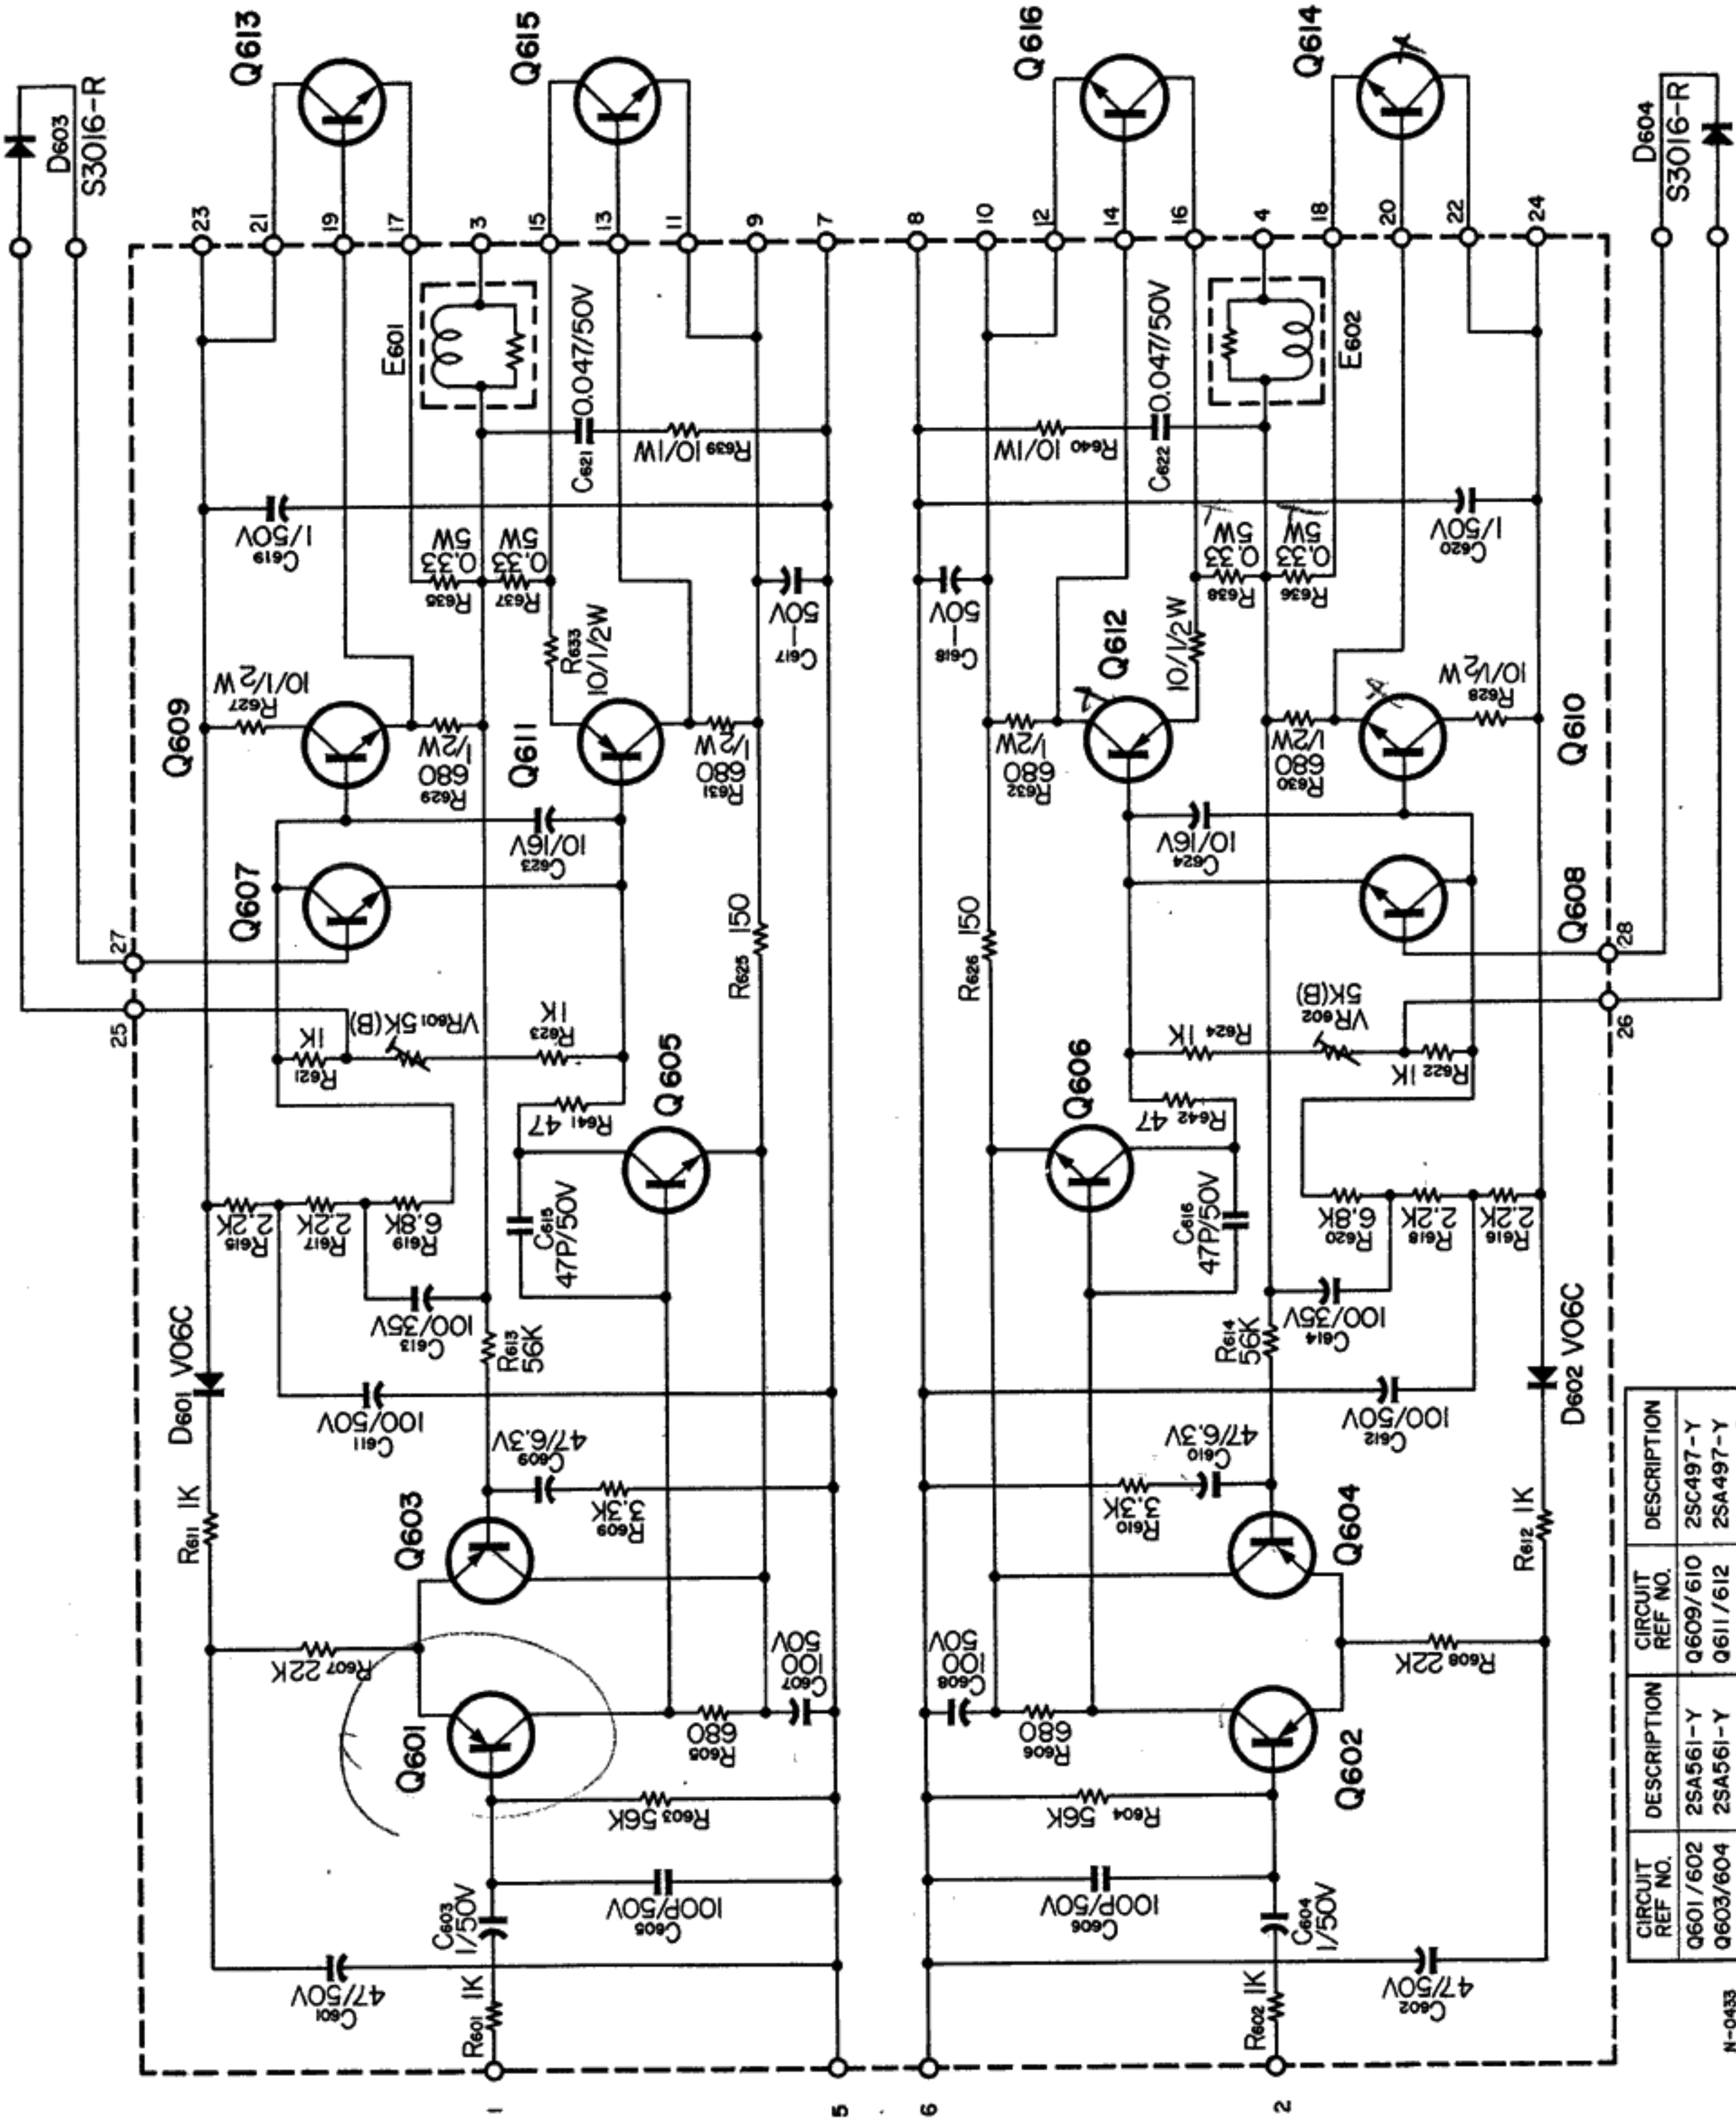 D603
S3016-R
Q613
Q615
Q616
Q614
D604
S3016-R
23
21
19
17
3
15
13
11
9
7
8
10
12
14
16
4
18
20
22
24
E601
E602
C621
0.047/50V
R639 10/1W
R640 10/1W
C622
0.047/50V
C619
1/50V
R635
0.33
5W
R637
0.33
5W
C617
1
50V
C618
1
50V
R638
0.33
5W
R636
0.33
5W
C620
1/50V
Q609
R627
10/1/2W
R629
680
1/2W
Q611
R633
10/1/2W
R631
680
1/2W
R632
680
1/2W
Q612
10/1/2W
R630
680
1/2W
R628
10/1/2W
Q610
Q607
C623
10/16V
R625 150
R626 150
C624
10/16V
Q608
27
25
28
26
R621
1K
VR601 5K(B)
R623
1K
R641
47
Q605
Q606
R624 1K
R642
47
VR602
5K(B)
R622 1K
R615
2.2K
R617
2.2K
R619
6.8K
C615
47P/50V
C616
47P/50V
R620
6.8K
R618
2.2K
R616
2.2K
D601 V06C
C613
100/35V
R613
56K
C611
100/50V
R614
56K
C614
100/35V
C612
100/50V
D602 V06C
R611 1K
Q603
C609
47/6.3V
R609
3.3K
R610
3.3K
C610
47/6.3V
Q604
R612 1K
R607 22K
Q601
R605
680
C607
100
50V
C608
100
50V
R606
680
Q602
R608
22K
R603 56K
R604
56K
C605
100P/50V
C606
100P/50V
C603
1/50V
C604
1/50V
C601
47/50V
R601 1K
R602 1K
C602
47/50V
1
5
6
2
CIRCUIT REF NO. DESCRIPTION CIRCUIT REF NO. DESCRIPTION
Q601/602 2SA561-Y Q609/610 2SC497-Y
Q603/604 2SA561-Y Q611/612 2SA497-Y
N-0433